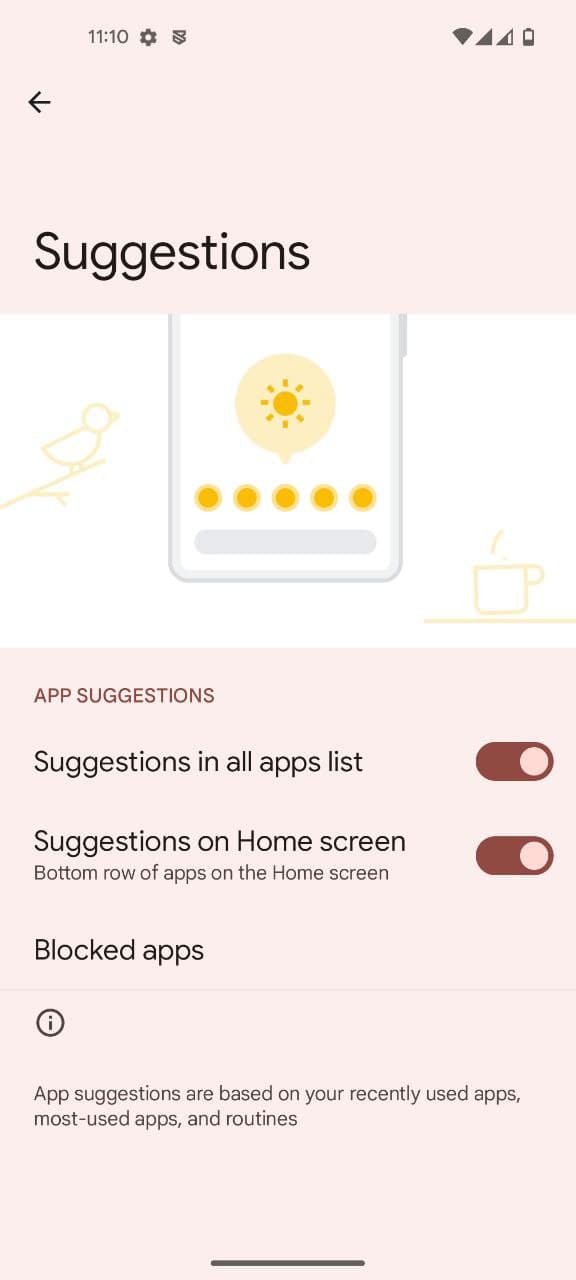 11:10
Suggestions
APP SUGGESTIONS
Suggestions in all apps list
Suggestions on Home screen
Bottom row of apps on the Home screen
Blocked apps
App suggestions are based on your recently used apps,
most-used apps, and routines